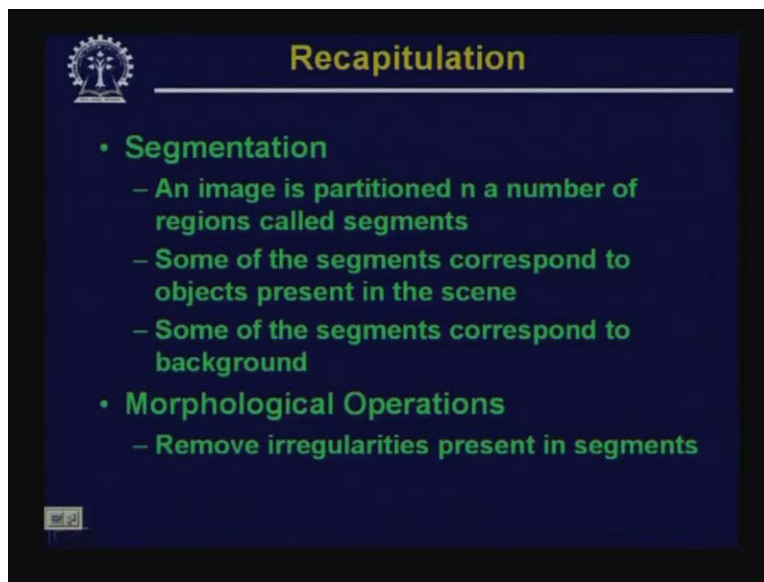 Recapitulation
• Segmentation
– An image is partitioned n a number of
regions called segments
– Some of the segments correspond to
objects present in the scene
– Some of the segments correspond to
background
• Morphological Operations
– Remove irregularities present in segments